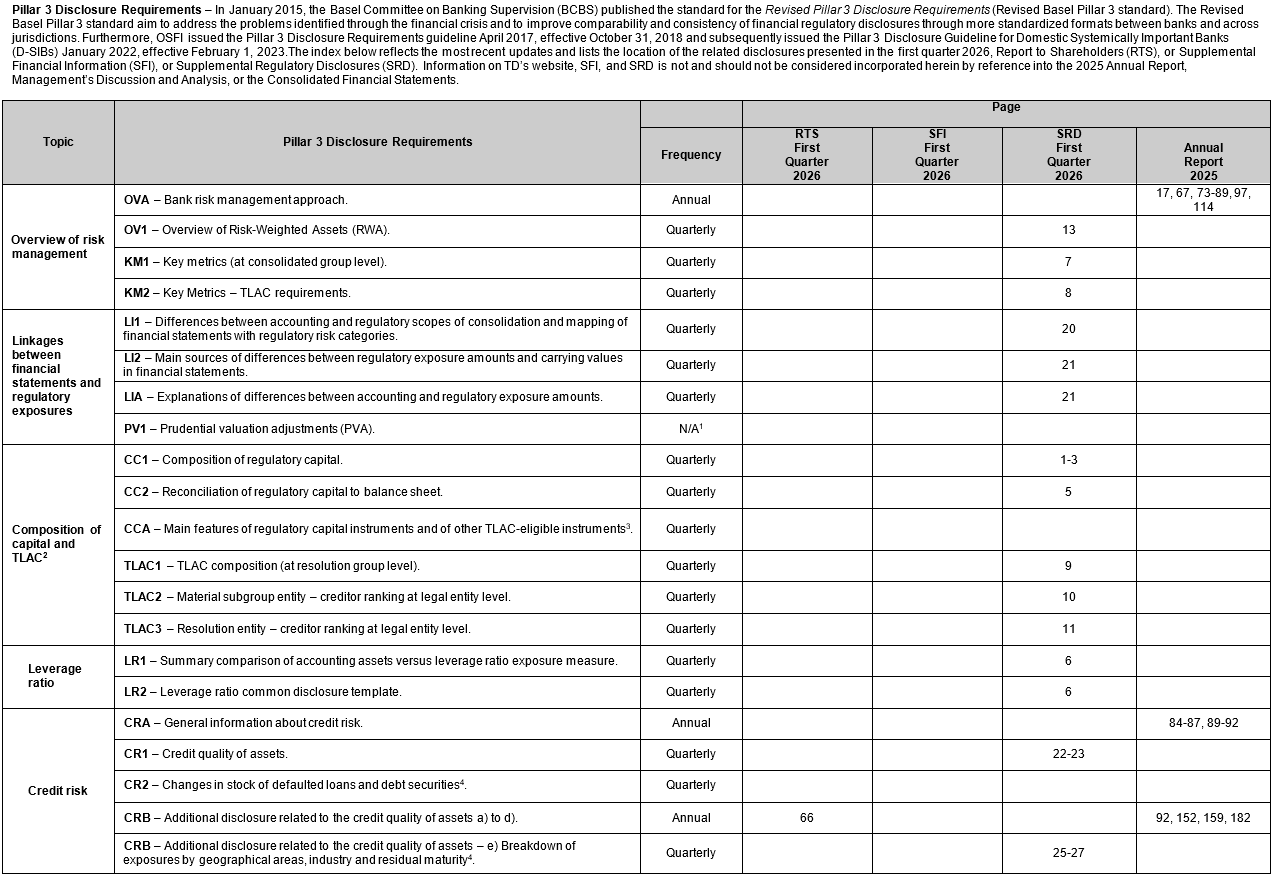 Pillar 3 Disclosure Requirements – In January 2015, the Basel Committee on Banking Supervision (BCBS) published the standard for the Revised Pillar 3 Disclosure Requirements (Revised Basel Pillar 3 standard). The Revised
Basel Pillar 3 standard aim to address the problems identified through the financial crisis and to improve comparability and consistency of financial regulatory disclosures through more standardized formats between banks and across
jurisdictions. Furthermore, OSFI issued the Pillar 3 Disclosure Requirements guideline April 2017, effective October 31, 2018 and subsequently issued the Pillar 3 Disclosure Guideline for Domestic Systemically Important Banks
(D-SIBs) January 2022, effective February 1, 2023.The index below reflects the most recent updates and lists the location of the related disclosures presented in the first quarter 2026, Report to Shareholders (RTS), or Supplemental
Financial Information (SFI), or Supplemental Regulatory Disclosures (SRD). Information on TD's website, SFI, and SRD is not and should not be considered incorporated herein by reference into the 2025 Annual Report,
Management's Discussion and Analysis, or the Consolidated Financial Statements.
Page
Topic
Pillar 3 Disclosure Requirements
Frequency
RTS
First
Quarter
2026
SFI
First
Quarter
2026
SRD
First
Quarter
2026
Annual
Report
2025
Overview of risk
management
OVA – Bank risk management approach.
Annual
17, 67, 73-89, 97,
114
OV1 – Overview of Risk-Weighted Assets (RWA).
Quarterly
13
KM1 – Key metrics (at consolidated group level).
Quarterly
7
KM2 – Key Metrics – TLAC requirements.
Quarterly
8
Linkages
between
financial
statements and
regulatory
exposures
LI1 – Differences between accounting and regulatory scopes of consolidation and mapping of
financial statements with regulatory risk categories.
Quarterly
20
LI2 – Main sources of differences between regulatory exposure amounts and carrying values
in financial statements.
Quarterly
21
LIA – Explanations of differences between accounting and regulatory exposure amounts.
Quarterly
21
PV1 – Prudential valuation adjustments (PVA).
N/A¹
Composition of
capital and
TLAC²
CC1 – Composition of regulatory capital.
Quarterly
1-3
CC2 – Reconciliation of regulatory capital to balance sheet.
Quarterly
5
CCA – Main features of regulatory capital instruments and of other TLAC-eligible instruments³.
Quarterly
TLAC1 – TLAC composition (at resolution group level).
Quarterly
9
TLAC2 – Material subgroup entity – creditor ranking at legal entity level.
Quarterly
10
TLAC3 – Resolution entity – creditor ranking at legal entity level.
Quarterly
11
Leverage
ratio
LR1 – Summary comparison of accounting assets versus leverage ratio exposure measure.
Quarterly
6
LR2 – Leverage ratio common disclosure template.
Quarterly
6
Credit risk
CRA – General information about credit risk.
Annual
84-87, 89-92
CR1 – Credit quality of assets.
Quarterly
22-23
CR2 – Changes in stock of defaulted loans and debt securities⁴.
Quarterly
CRB – Additional disclosure related to the credit quality of assets a) to d).
Annual
66
92, 152, 159, 182
CRB – Additional disclosure related to the credit quality of assets – e) Breakdown of
exposures by geographical areas, industry and residual maturity⁴.
Quarterly
25-27